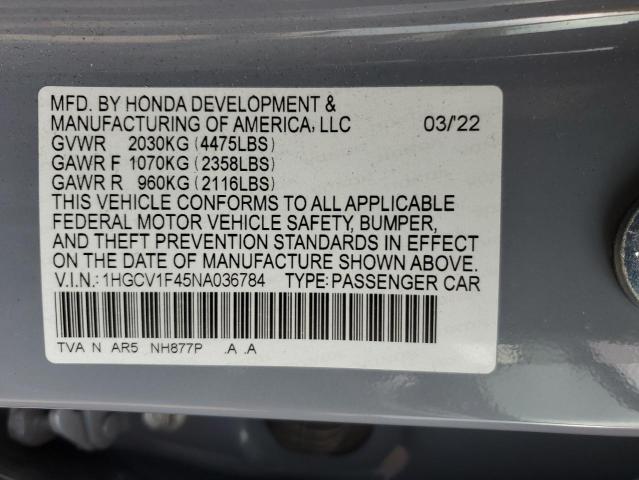 MFD. BY HONDA DEVELOPMENT &
MANUFACTURING OF AMERICA, LLC 03/'22
GVWR 2030KG (4475LBS)
GAWR F 1070KG (2358LBS)
GAWR R 960KG (2116LBS)
THIS VEHICLE CONFORMS TO ALL APPLICABLE
FEDERAL MOTOR VEHICLE SAFETY, BUMPER,
AND THEFT PREVENTION STANDARDS IN EFFECT
ON THE DATE OF MANUFACTURE SHOWN ABOVE.
V.I.N.: 1HGCV1F45NA036784 TYPE: PASSENGER CAR
TVA N AR5 NH877P .A .A